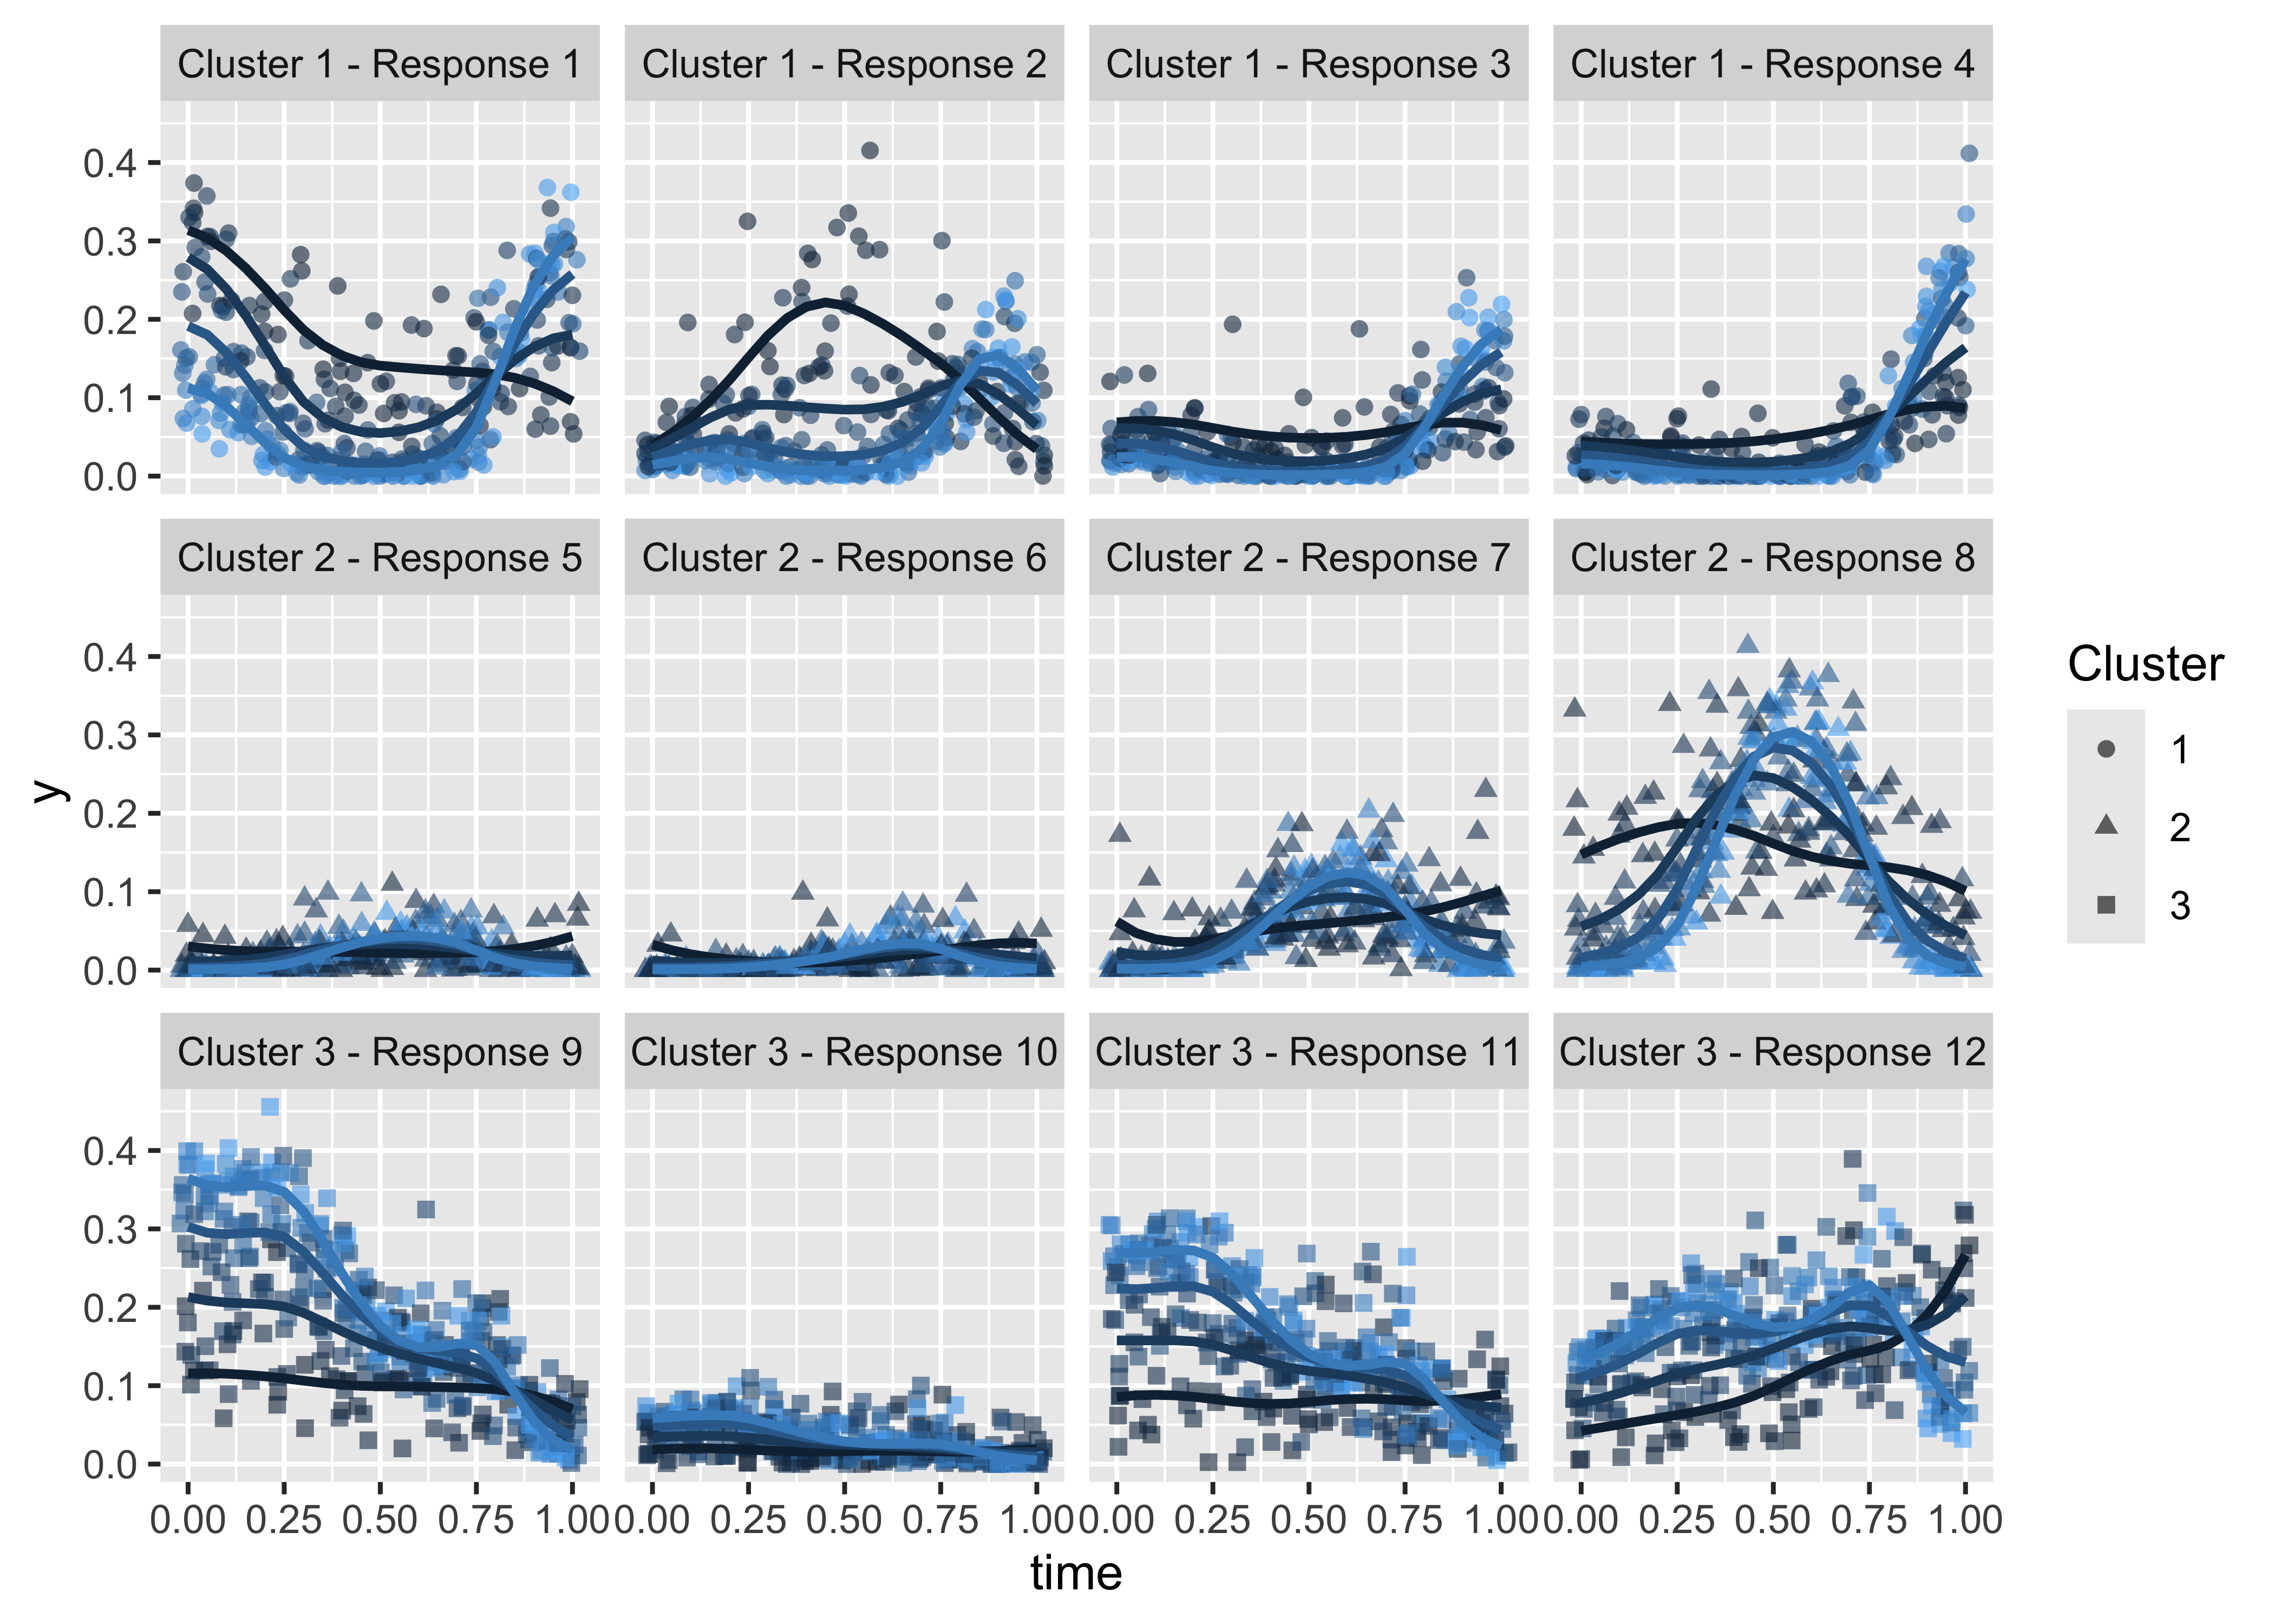 Cluster 1 - Response 1 Cluster 1 - Response 2 Cluster 1 - Response 3 Cluster 1 - Response 4
0.4
0.3
0.2
0.1
0.0
Cluster 2 - Response 5 Cluster 2 - Response 6 Cluster 2 - Response 7 Cluster 2 - Response 8
0.4
0.3
0.2
0.1
0.0
Cluster 3 - Response 9 Cluster 3 - Response 10 Cluster 3 - Response 11 Cluster 3 - Response 12
0.4
0.3
0.2
0.1
0.0
0.00 0.25 0.50 0.75 1.00 0.00 0.25 0.50 0.75 1.00 0.00 0.25 0.50 0.75 1.00 0.00 0.25 0.50 0.75 1.00
time
y
Cluster
1
2
3